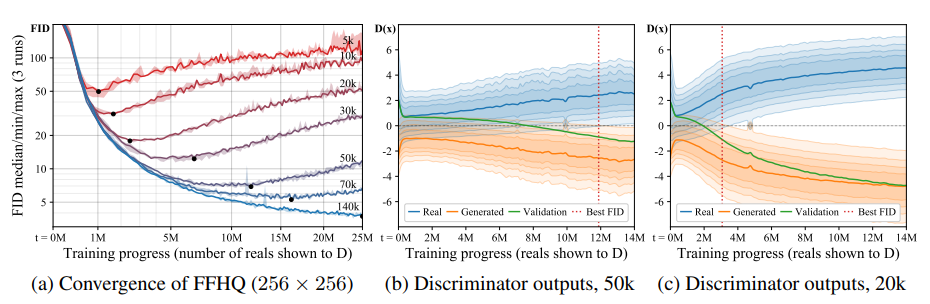 FID
100
50
20
10
5
5k
10k
20k
30k
50k
70k
140k
t = 0M 1M 5M 10M 15M 20M 25M
FID median/min/max (3 runs)
Training progress (number of reals shown to D)
(a) Convergence of FFHQ (256 × 256)
D(x)
6
4
2
0
-2
-4
-6
Real Generated Validation Best FID
t = 0M 2M 4M 6M 8M 10M 12M 14M
Training progress (reals shown to D)
(b) Discriminator outputs, 50k
D(x)
6
4
2
0
-2
-4
-6
Real Generated Validation Best FID
t = 0M 2M 4M 6M 8M 10M 12M 14M
Training progress (reals shown to D)
(c) Discriminator outputs, 20k